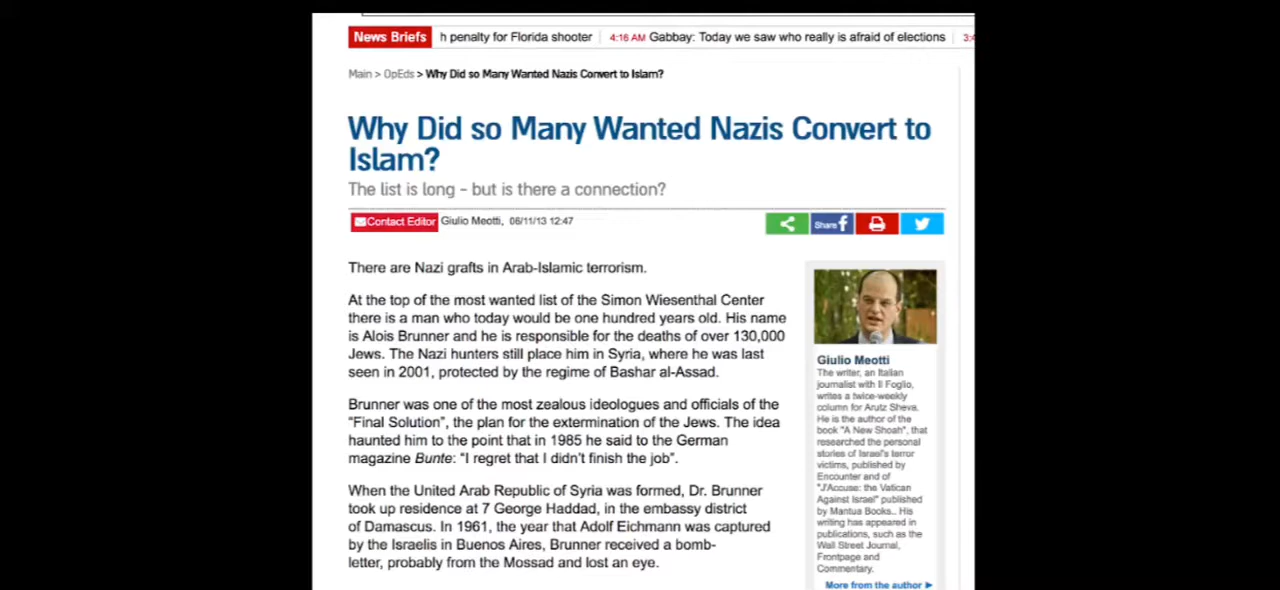 News Briefs h penalty for Florida shooter 4:16 AM Gabbay: Today we saw who really is afraid of elections
Main > OpEds > Why Did so Many Wanted Nazis Convert to Islam?
Why Did so Many Wanted Nazis Convert to
Islam?
The list is long - but is there a connection?
Contact Editor Giulio Meotti, 06/11/13 12:47
Share f
There are Nazi grafts in Arab-Islamic terrorism.
At the top of the most wanted list of the Simon Wiesenthal Center
there is a man who today would be one hundred years old. His name
is Alois Brunner and he is responsible for the deaths of over 130,000
Jews. The Nazi hunters still place him in Syria, where he was last
seen in 2001, protected by the regime of Bashar al-Assad.
Brunner was one of the most zealous ideologues and officials of the
“Final Solution”, the plan for the extermination of the Jews. The idea
haunted him to the point that in 1985 he said to the German
magazine Bunte: “I regret that I didn’t finish the job”.
When the United Arab Republic of Syria was formed, Dr. Brunner
took up residence at 7 George Haddad, in the embassy district
of Damascus. In 1961, the year that Adolf Eichmann was captured
by the Israelis in Buenos Aires, Brunner received a bomb-
letter, probably from the Mossad and lost an eye.
Giulio Meotti
The writer, an Italian
journalist with Il Foglio,
writes a twice-weekly
column for Arutz Sheva.
He is the author of the
book "A New Shoah", that
researched the personal
stories of Israel's terror
victims, published by
Encounter and of
"J'Accuse: the Vatican
Against Israel" published
by Mantua Books.. His
writing has appeared in
publications, such as the
Wall Street Journal,
Frontpage and
Commentary.
More from the author ▶